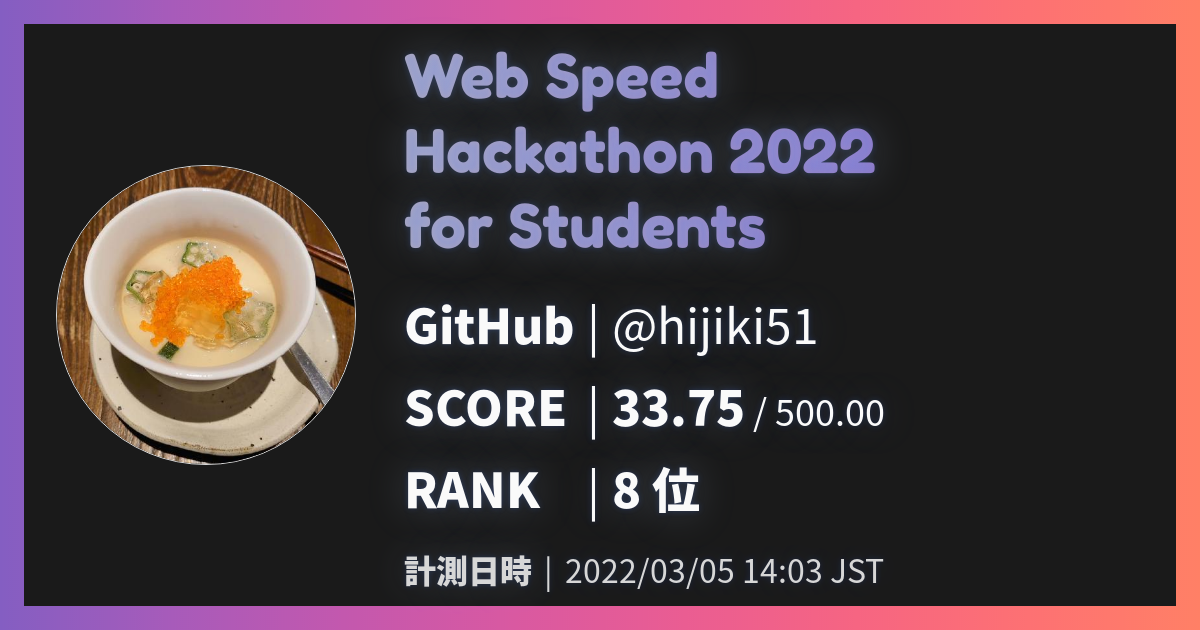 Web Speed
Hackathon 2022
for Students
GitHub | @hijiki51
SCORE | 33.75 / 500.00
RANK | 8 位
計測日時 | 2022/03/05 14:03 JST